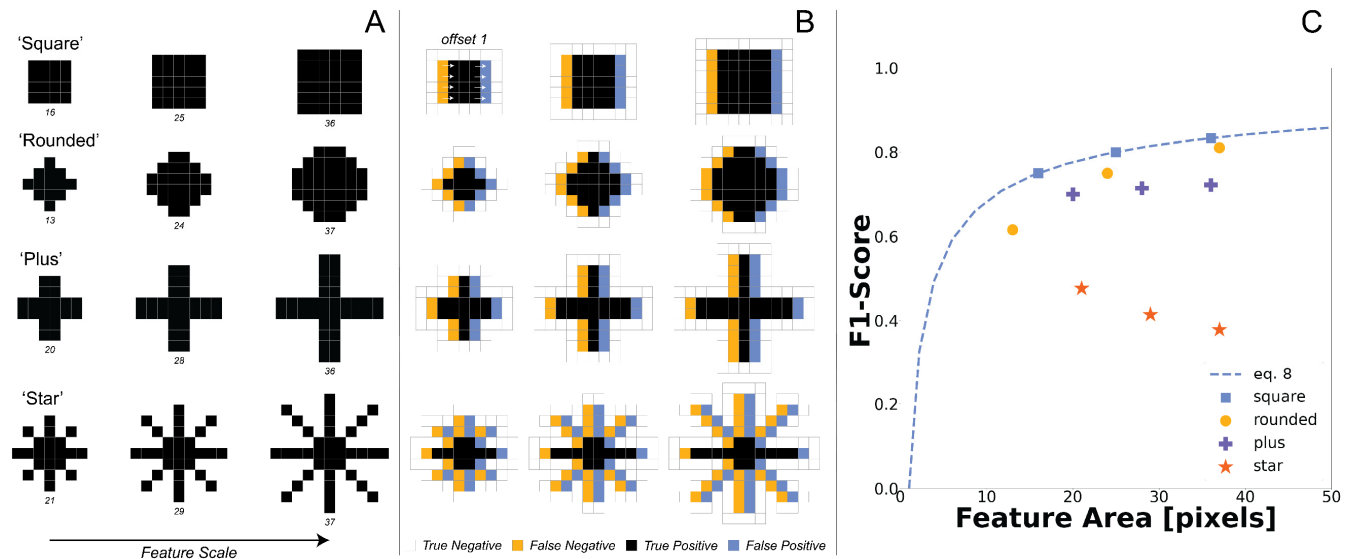 A
'Square'
16
25
36
'Rounded'
13
24
37
'Plus'
20
28
36
'Star'
21
29
37
Feature Scale
B
offset 1
True Negative False Negative True Positive False Positive
C
F1-Score
1.0
0.8
0.6
0.4
0.2
0.0
0 10 20 30 40 50
Feature Area [pixels]
eq. 8
square
rounded
plus
star